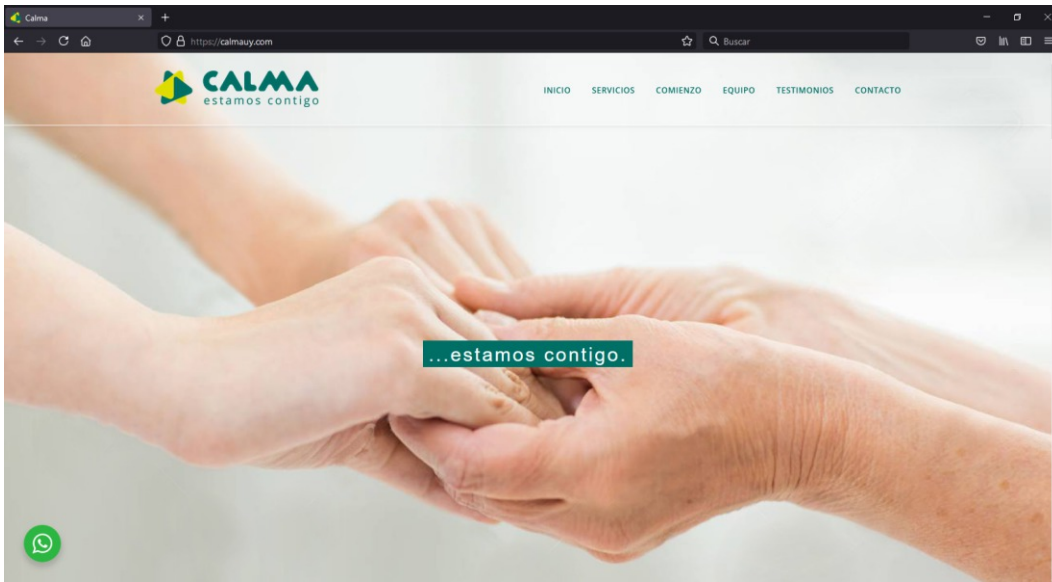 Calma
https://calmauy.com
Buscar
CALMA
estamos contigo
INICIO SERVICIOS COMIENZO EQUIPO TESTIMONIOS CONTACTO
...estamos contigo.